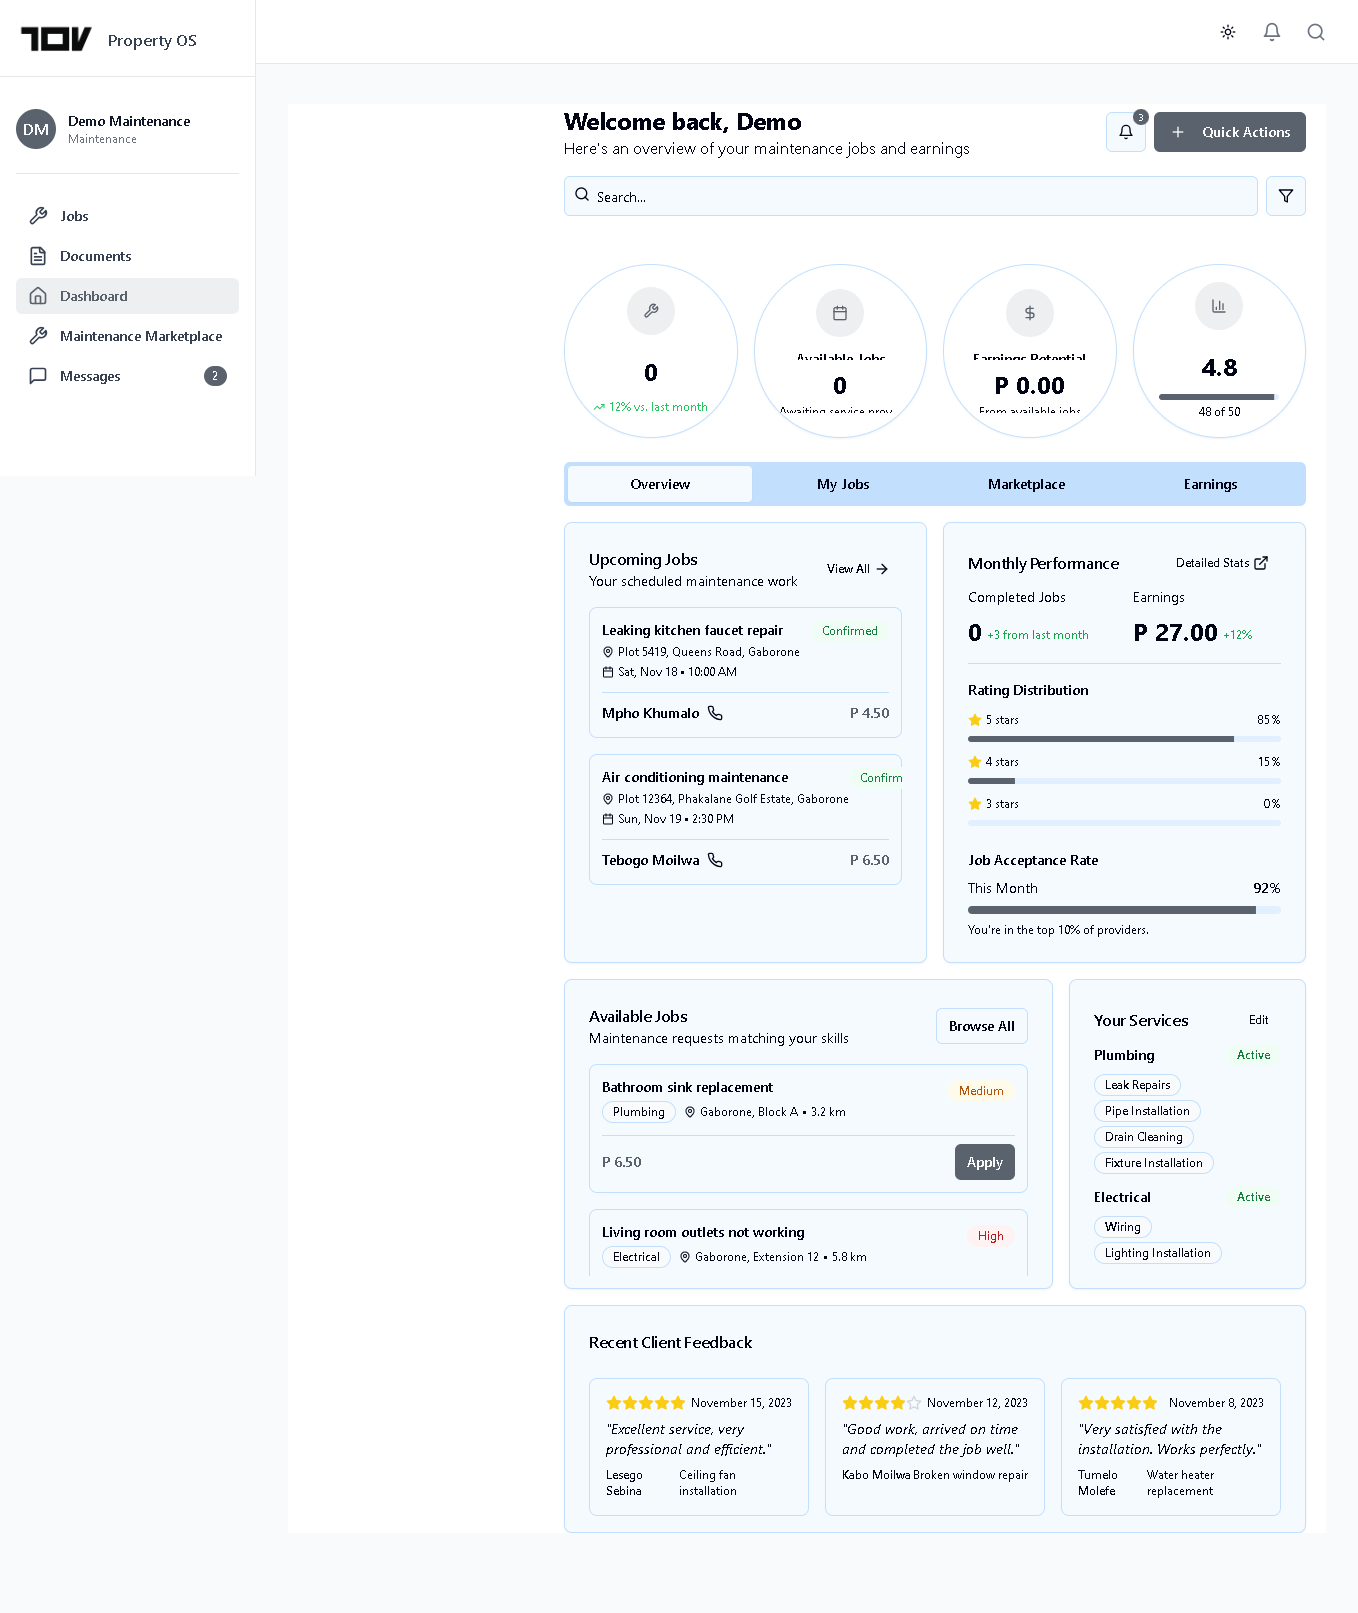 TOV Property OS
DM
Demo Maintenance
Maintenance
Jobs
Documents
Dashboard
Maintenance Marketplace
Messages 2
Welcome back, Demo
Here's an overview of your maintenance jobs and earnings
3
Quick Actions
Search...
0
12% vs. last month
Available Jobs
0
Awaiting service prov
Earnings Potential
P 0.00
From available jobs
4.8
48 of 50
Overview My Jobs Marketplace Earnings
Upcoming Jobs
Your scheduled maintenance work
View All
Leaking kitchen faucet repair Confirmed
Plot 5419, Queens Road, Gaborone
Sat, Nov 18 • 10:00 AM
Mpho Khumalo P 4.50
Air conditioning maintenance Confirm
Plot 12364, Phakalane Golf Estate, Gaborone
Sun, Nov 19 • 2:30 PM
Tebogo Moilwa P 6.50
Monthly Performance Detailed Stats
Completed Jobs Earnings
0 +3 from last month P 27.00 +12%
Rating Distribution
5 stars 85%
4 stars 15%
3 stars 0%
Job Acceptance Rate
This Month 92%
You're in the top 10% of providers.
Available Jobs
Maintenance requests matching your skills
Browse All
Bathroom sink replacement Medium
Plumbing Gaborone, Block A • 3.2 km
P 6.50 Apply
Living room outlets not working High
Electrical Gaborone, Extension 12 • 5.8 km
Your Services Edit
Plumbing Active
Leak Repairs
Pipe Installation
Drain Cleaning
Fixture Installation
Electrical Active
Wiring
Lighting Installation
Recent Client Feedback
November 15, 2023
"Excellent service, very
professional and efficient."
Lesego Ceiling fan
Sebina installation
November 12, 2023
"Good work, arrived on time
and completed the job well."
Kabo Moilwa Broken window repair
November 8, 2023
"Very satisfied with the
installation. Works perfectly."
Tumelo Water heater
Molefe replacement